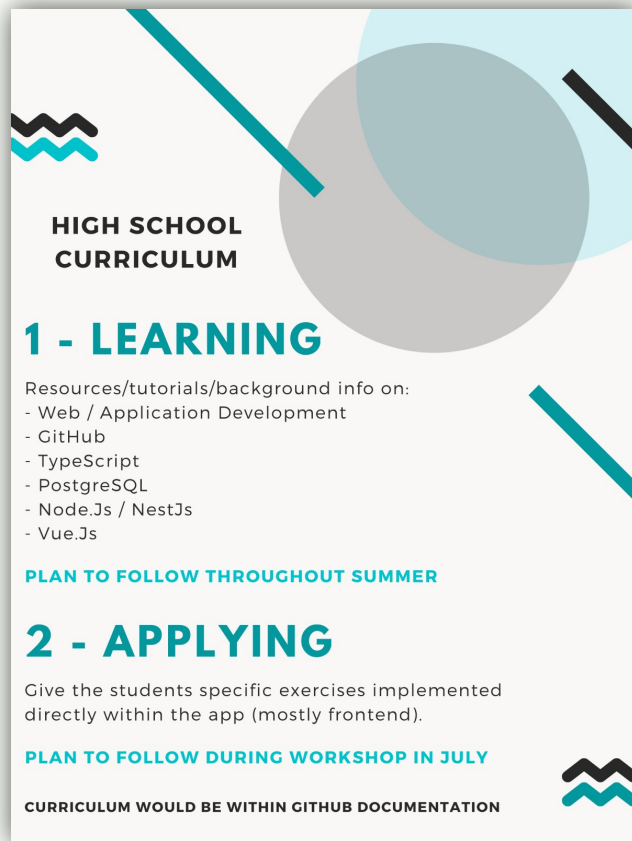 HIGH SCHOOL
CURRICULUM
1 - LEARNING
Resources/tutorials/background info on:
- Web / Application Development
- GitHub
- TypeScript
- PostgreSQL
- Node.Js / NestJs
- Vue.Js
PLAN TO FOLLOW THROUGHOUT SUMMER
2 - APPLYING
Give the students specific exercises implemented
directly within the app (mostly frontend).
PLAN TO FOLLOW DURING WORKSHOP IN JULY
CURRICULUM WOULD BE WITHIN GITHUB DOCUMENTATION